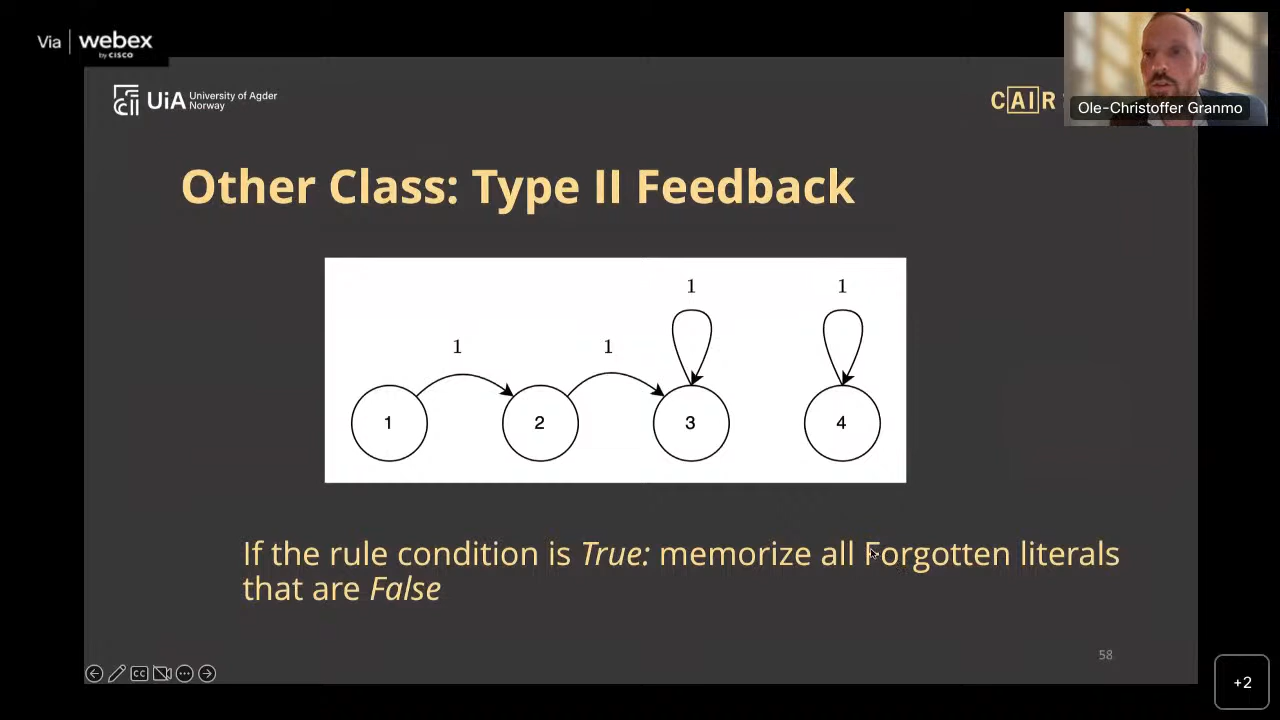 Via | webex
by CISCO
UiA University of Agder
Norway
CAIR
Ole-Christoffer Granmo
Other Class: Type II Feedback
1 1
1 1
1 2 3 4
If the rule condition is True: memorize all Forgotten literals
that are False
58
CC
+2